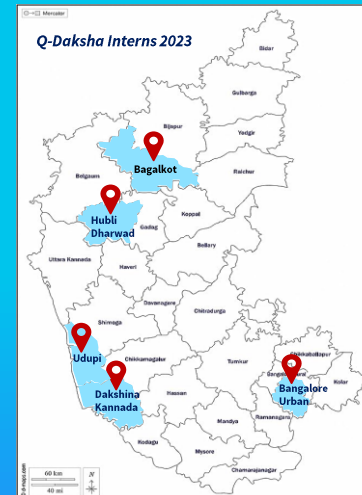 Mercator
Q-Daksha Interns 2023
Bidar
Gulbarga
Bijapur
Yadgir
Bagalkot
Raichur
Belgaum
Koppal
Hubli
Dharwad
Gadag
Bellary
Uttara Kannada
Haveri
Davanagere
Chitradurga
Shimoga
Udupi
Chikkamagalur
Tumkur
Chikkaballapur
Kolar
Bangalore
Urban
Dakshina
Kannada
Hassan
Ramanagara
Mandya
Kodagu
Mysore
Chamarajanagar
60 km
40 mi
N
d-maps.com